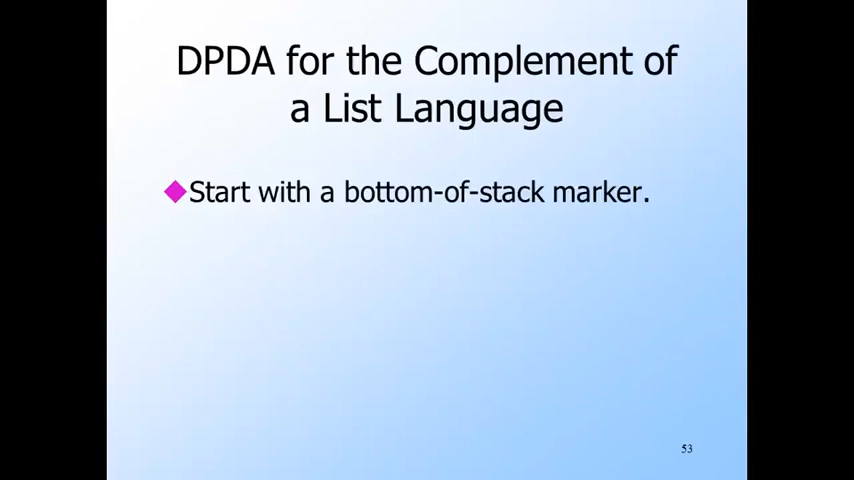 DPDA for the Complement of
a List Language
Start with a bottom-of-stack marker.
53